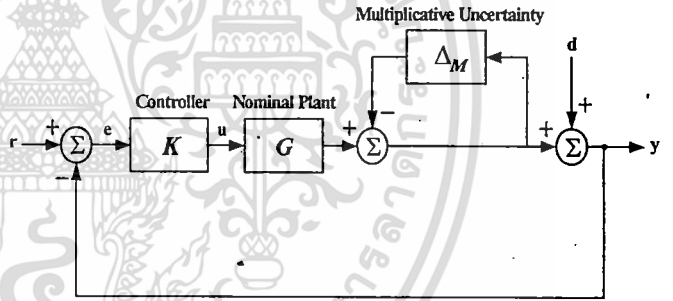 Multiplicative Uncertainty
Δ_M
d
Controller Nominal Plant
+
−
+
r + Σ e K u G + Σ + Σ y
−